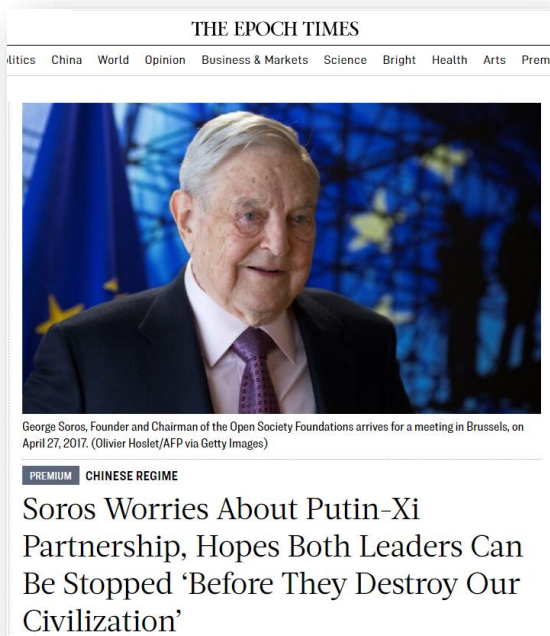 THE EPOCH TIMES
litics China World Opinion Business & Markets Science Bright Health Arts Prem
George Soros, Founder and Chairman of the Open Society Foundations arrives for a meeting in Brussels, on
April 27, 2017. (Olivier Hoslet/AFP via Getty Images)
PREMIUM CHINESE REGIME
Soros Worries About Putin-Xi
Partnership, Hopes Both Leaders Can
Be Stopped ‘Before They Destroy Our
Civilization’